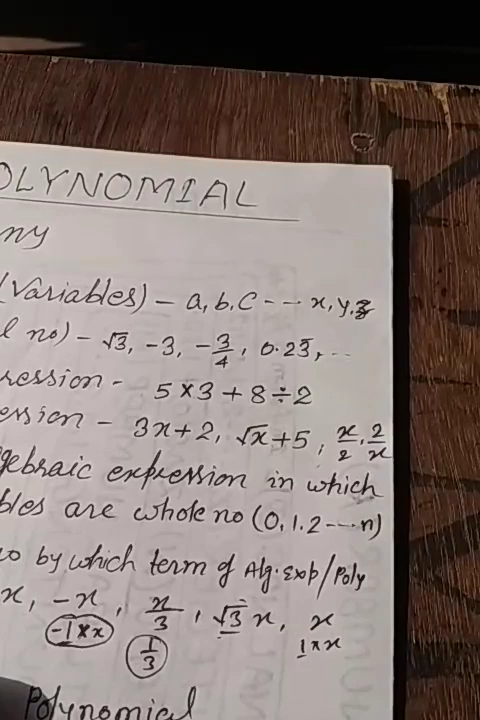 OLYNOMIAL
ny
(Variables) – a, b, C --- x, y, z
l no) – √3, -3, -3/4, 0.25, ...
ression - 5 × 3 + 8 ÷ 2
ession – 3x+2, √x+5, x/2, 2/x
gebraic expression in which
bles are whole no (0, 1, 2 --- n)
o by which term of Alg. Exp/Poly
x, -x, x/3, √3 x, x
-1 × x 1/3 1 × x
Polynomial